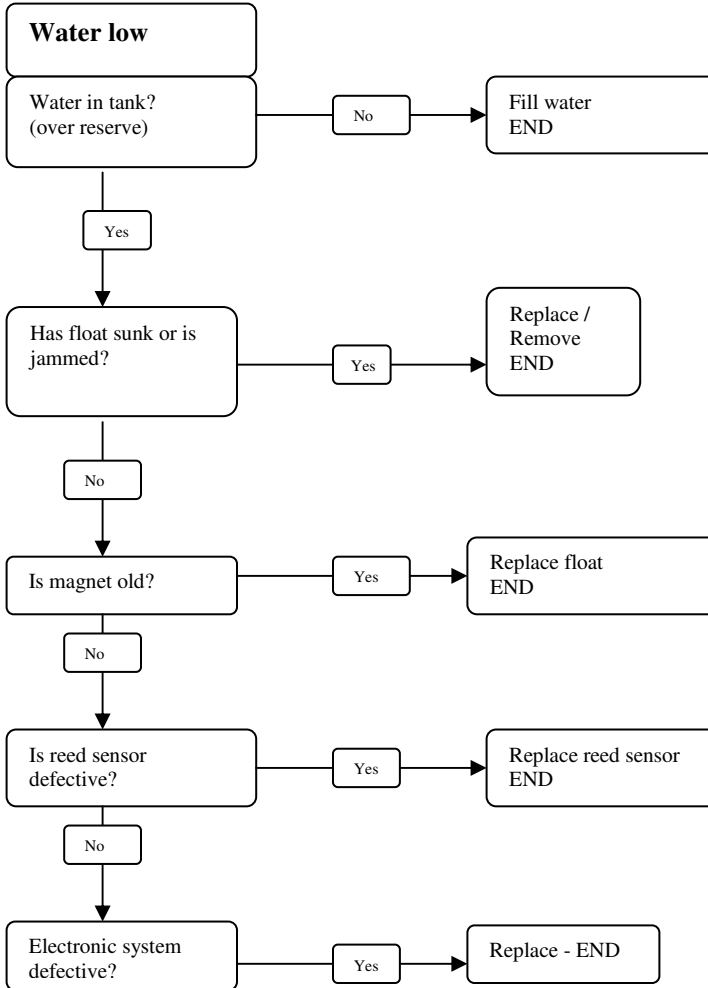 Water low
Water in tank?
(over reserve)
No
Fill water
END
Yes
Has float sunk or is
jammed?
Yes
Replace /
Remove
END
No
Is magnet old?
Yes
Replace float
END
No
Is reed sensor
defective?
Yes
Replace reed sensor
END
No
Electronic system
defective?
Yes
Replace - END